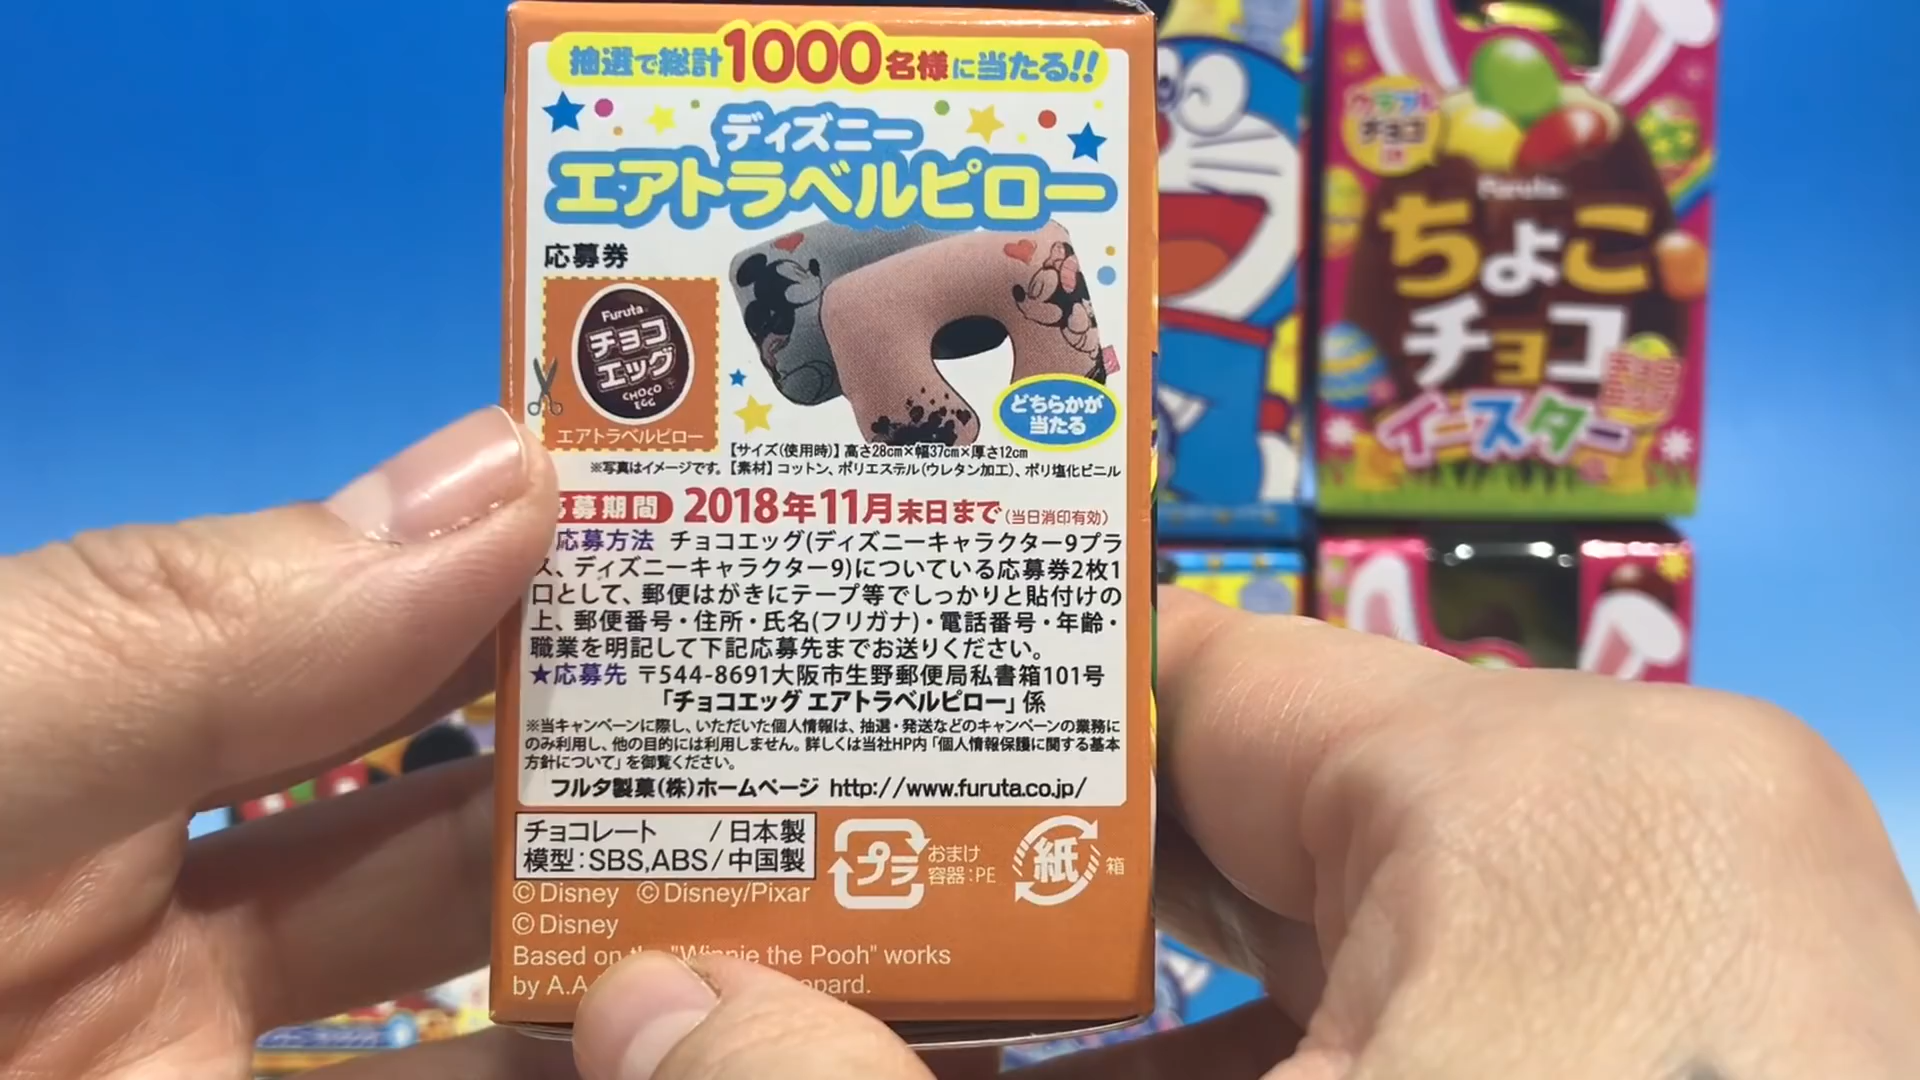 抽選で総計1000名様に当たる!!
ディズニー
エアトラベルピロー
応募券
Furuta
チョコ
エッグ
CHOCO
EGG
エアトラベルピロー
どちらかが
当たる
【サイズ(使用時)】高さ28cm×幅37cm×厚さ12cm
※写真はイメージです。【素材】コットン、ポリエステル(ウレタン加工)、ポリ塩化ビニル
募期間 2018年11月末日まで(当日消印有効)
応募方法 チョコエッグ(ディズニーキャラクター9プラ
ス、ディズニーキャラクター9)についている応募券2枚1
口として、郵便はがきにテープ等でしっかりと貼付けの
上、郵便番号・住所・氏名(フリガナ)・電話番号・年齢・
職業を明記して下記応募先までお送りください。
★応募先 〒544-8691大阪市生野郵便局私書箱101号
「チョコエッグ エアトラベルピロー」係
※当キャンペーンに際し、いただいた個人情報は、抽選・発送などのキャンペーンの業務に
のみ利用し、他の目的には利用しません。詳しくは当社HP内「個人情報保護に関する基本
方針について」を御覧ください。
フルタ製菓(株)ホームページ http://www.furuta.co.jp/
チョコレート /日本製
模型:SBS,ABS/中国製
プラ
おまけ
容器:PE
紙
箱
©Disney ©Disney/Pixar
©Disney
Based on "Winnie the Pooh" works
by A.A
カラフル
チョコ
Furuta
ちょこ
チョコ
イースター